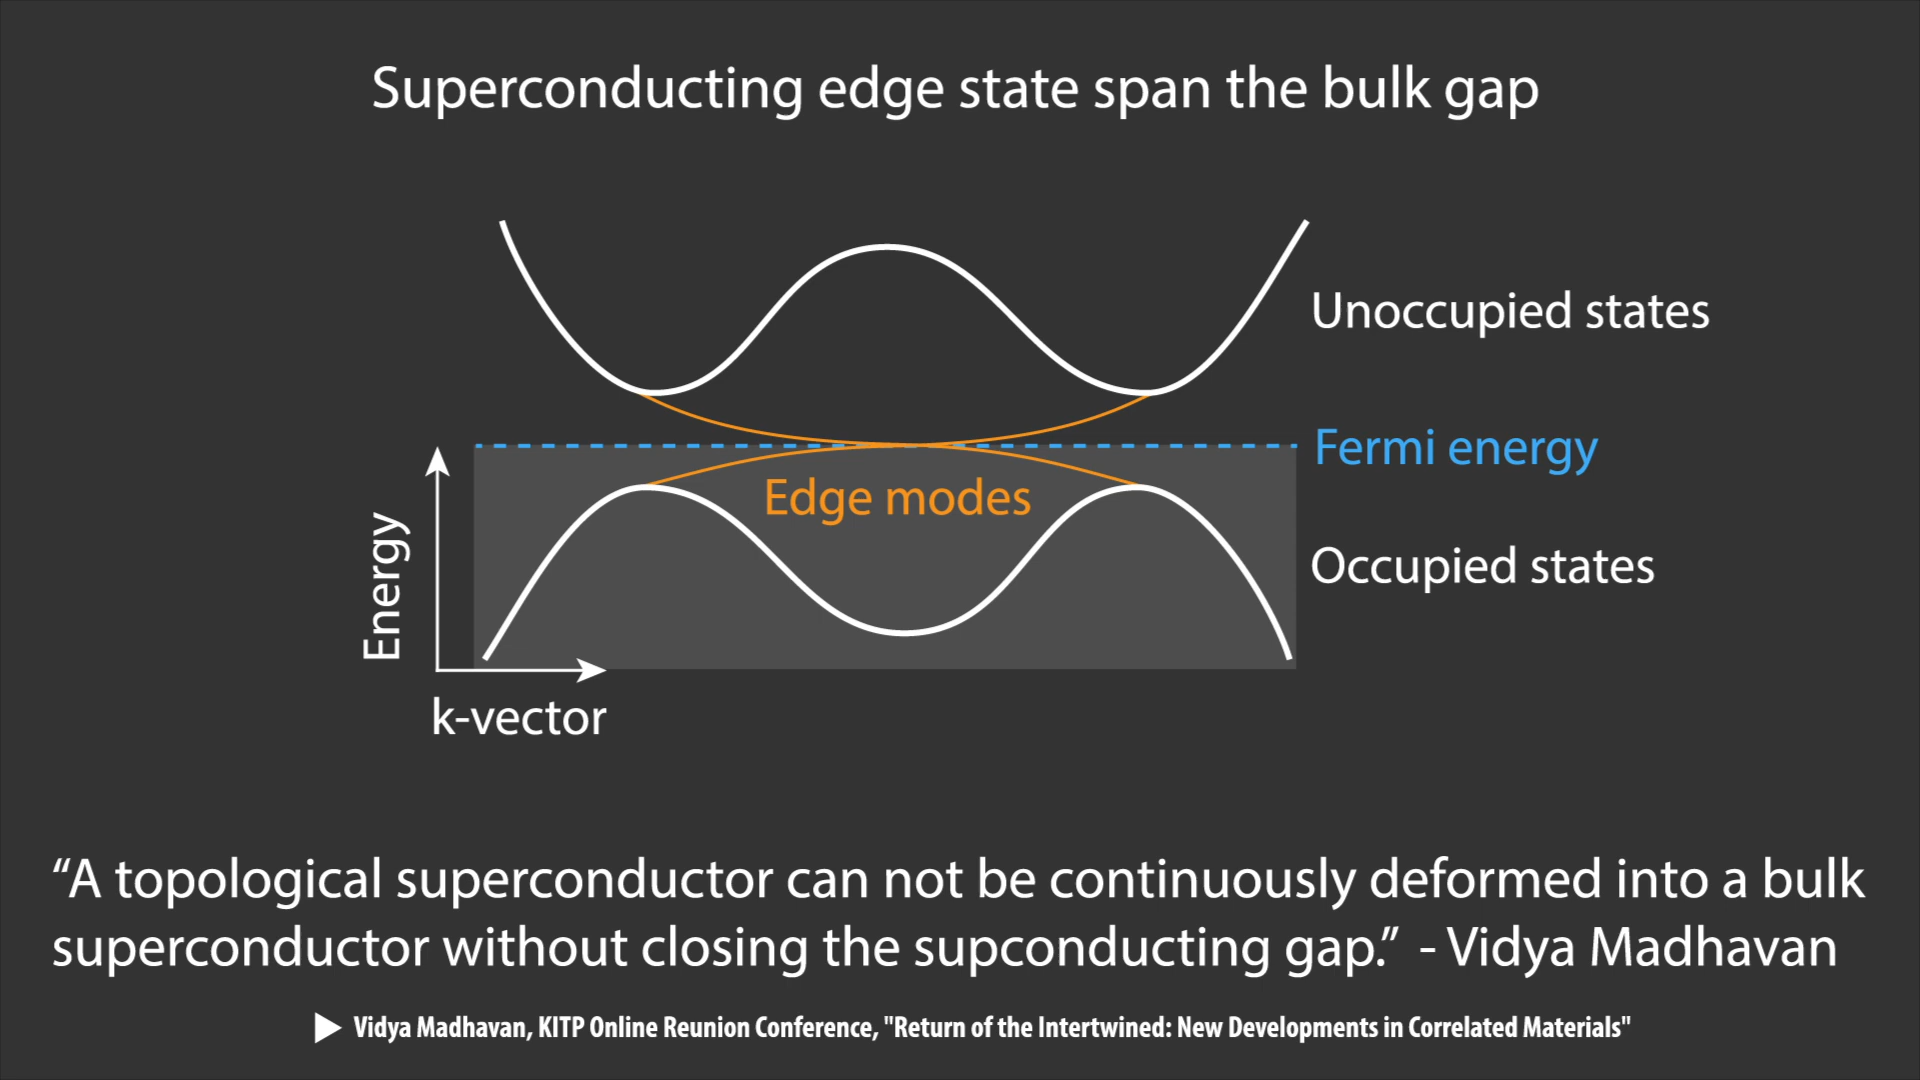 Superconducting edge state span the bulk gap
Unoccupied states
Fermi energy
Edge modes
Occupied states
Energy
k-vector
“A topological superconductor can not be continuously deformed into a bulk
superconductor without closing the supconducting gap.” - Vidya Madhavan
Vidya Madhavan, KITP Online Reunion Conference, "Return of the Intertwined: New Developments in Correlated Materials"